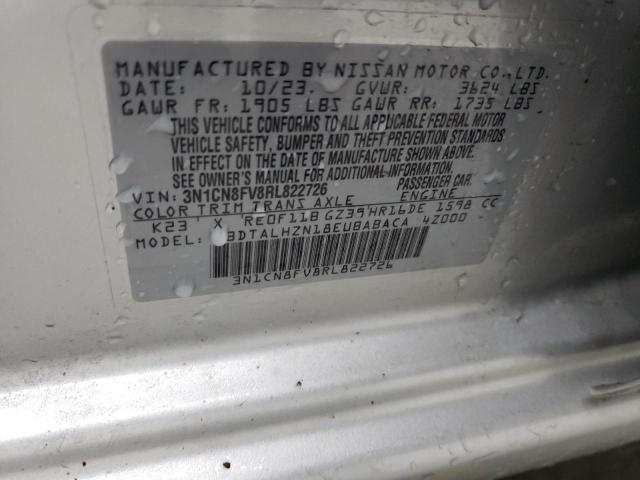 MANUFACTURED BY NISSAN MOTOR CO.,LTD.
DATE: 10/23. GVWR: 3624 LBS
GAWR FR: 1905 LBS GAWR RR: 1735 LBS
THIS VEHICLE CONFORMS TO ALL APPLICABLE FEDERAL MOTOR
VEHICLE SAFETY, BUMPER AND THEFT PREVENTION STANDARDS
IN EFFECT ON THE DATE OF MANUFACTURE SHOWN ABOVE.
SEE OWNER'S MANUAL FOR ADDITIONAL INFORMATION.
VIN: 3N1CN8FV8RL822726 PASSENGER CAR.
COLOR TRIM TRANS AXLE ENGINE
K23 X RE0F11B GZ39 HR16DE 1598 CC
MODEL: BDTALHZN18EUBABACA 4Z000 -
3N1CN8FV8RL822726